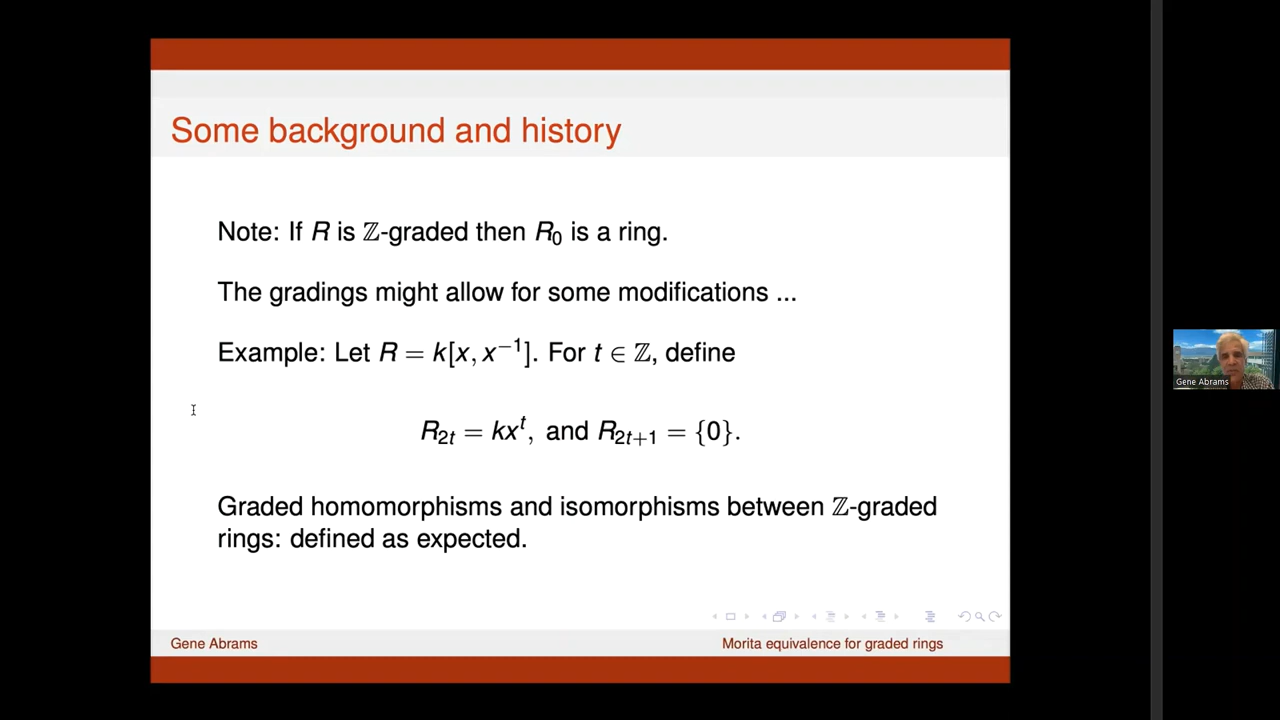 Some background and history
Note: If R is ℤ-graded then R₀ is a ring.
The gradings might allow for some modifications ...
Example: Let R = k[x, x⁻¹]. For t ∈ ℤ, define
R₂ₜ = kxᵗ, and R₂ₜ₊₁ = {0}.
Graded homomorphisms and isomorphisms between ℤ-graded
rings: defined as expected.
Gene Abrams
Morita equivalence for graded rings
Gene Abrams